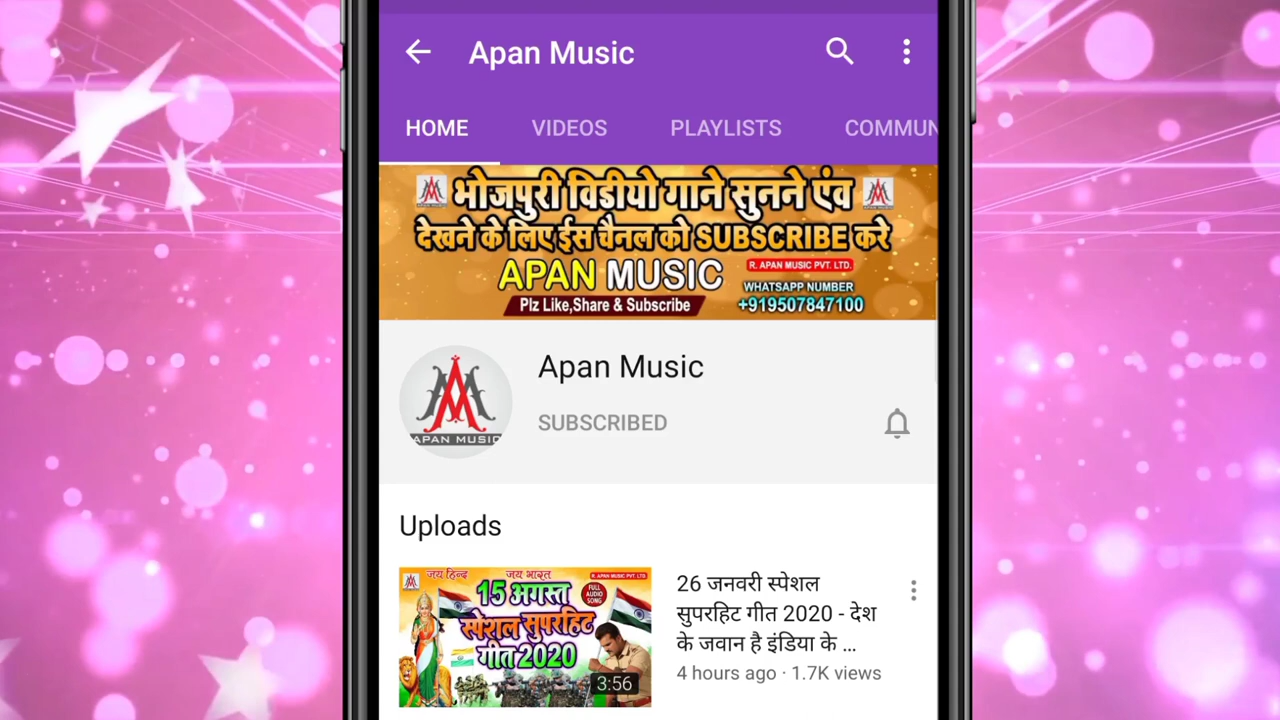 Apan Music
HOME VIDEOS PLAYLISTS COMMUN
भोजपुरी विडीयो गाने सुनने एंव
देखने के लिए ईस चैनल को SUBSCRIBE करे
APAN MUSIC
R. APAN MUSIC PVT. LTD.
WHATSAPP NUMBER
Plz Like,Share & Subscribe
+919507847100
Apan Music
APAN MUSIC
SUBSCRIBED
Uploads
जय हिन्द जय भारत
R. APAN MUSIC PVT. LTD
15 अगस्त
FULL
AUDIO
SONG
स्पेशल सुपरहिट
गीत 2020
3:56
26 जनवरी स्पेशल
सुपरहिट गीत 2020 - देश
के जवान है इंडिया के ...
4 hours ago · 1.7K views